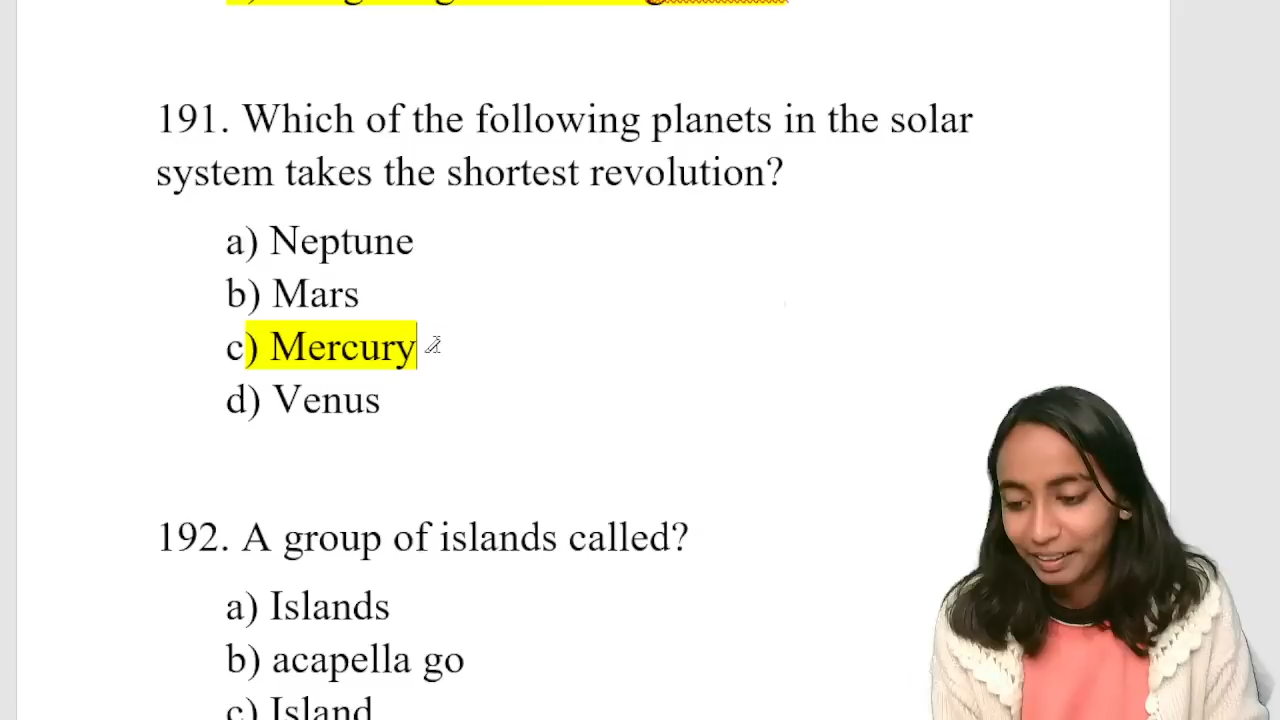 191. Which of the following planets in the solar
system takes the shortest revolution?
a) Neptune
b) Mars
c) Mercury
d) Venus
192. A group of islands called?
a) Islands
b) acapella go
c) Island